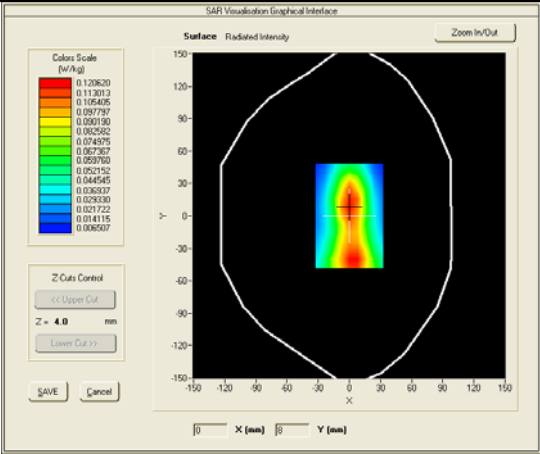 SAR Visualisation Graphical Interface
Surface Radiated Intensity
Zoom In/Out
Colors Scale
(W/kg)
0.120620
0.113013
0.105405
0.097797
0.090190
0.082582
0.074975
0.067367
0.059760
0.052152
0.044545
0.036937
0.029330
0.021722
0.014115
0.006507
Z-Cuts Control
<< Upper Cut
Z = 4.0 mm
Lower Cut >>
SAVE Cancel
150
120
90
60
30
0
-30
-60
-90
-120
-150
Y
-150 -120 -90 -60 -30 0 30 60 90 120 150
X
0 X (mm) 8 Y (mm)